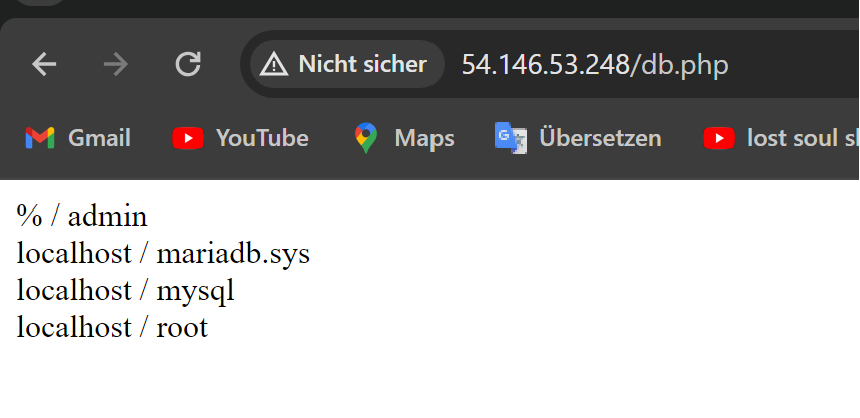 Nicht sicher 54.146.53.248/db.php
Gmail YouTube Maps Übersetzen lost soul
% / admin
localhost / mariadb.sys
localhost / mysql
localhost / root